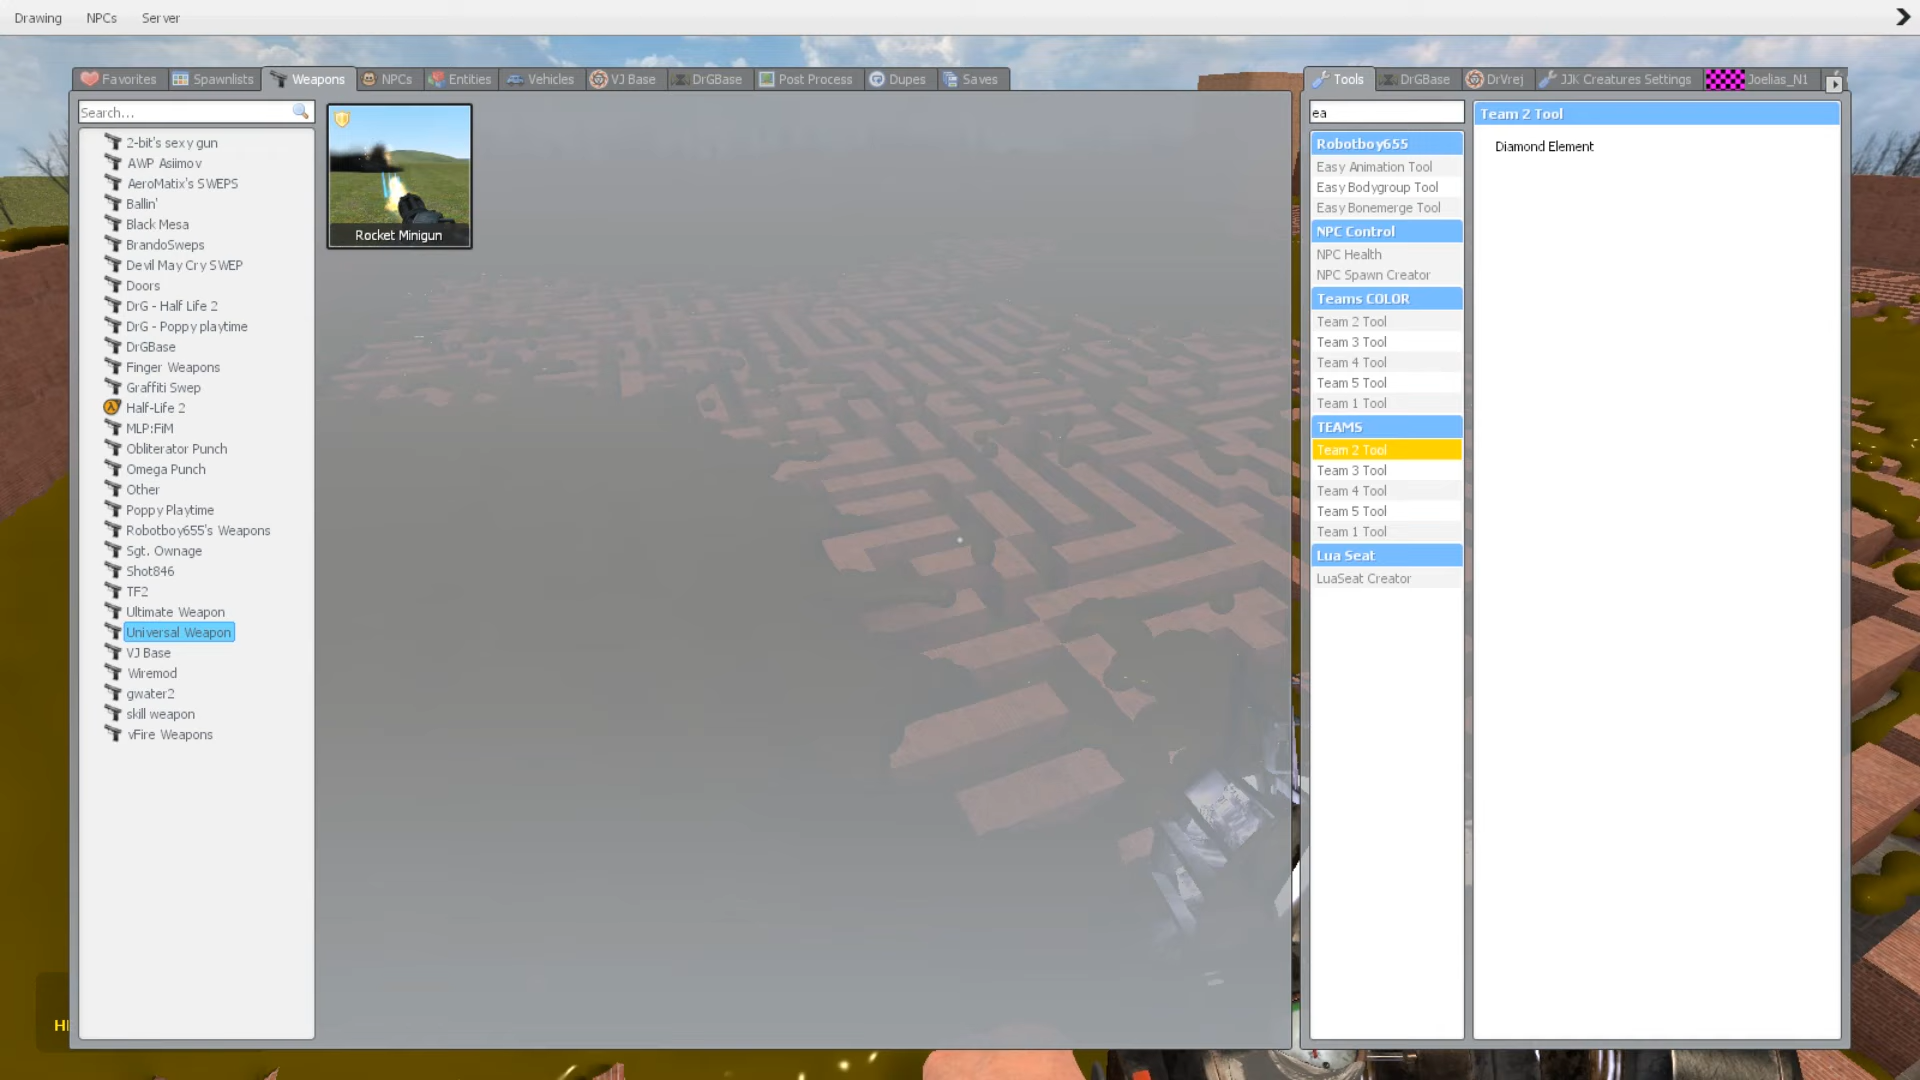 Drawing NPCs Server
Favorites Spawnlists Weapons NPCs Entities Vehicles VJ Base DrGBase Post Process Dupes Saves
Search...
2-bit's sexy gun
AWP Asiimov
AeroMatix's SWEPS
Ballin'
Black Mesa
BrandoSweps
Devil May Cry SWEP
Doors
DrG - Half Life 2
DrG - Poppy playtime
DrGBase
Finger Weapons
Graffiti Swep
Half-Life 2
MLP:FiM
Obliterator Punch
Omega Punch
Other
Poppy Playtime
Robotboy655's Weapons
Sgt. Ownage
Shot846
TF2
Ultimate Weapon
Universal Weapon
VJ Base
Wiremod
gwater2
skill weapon
vFire Weapons
Rocket Minigun
Tools DrGBase DrVrej JJK Creatures Settings Joelias_N1
ea
Robotboy655
Easy Animation Tool
Easy Bodygroup Tool
Easy Bonemerge Tool
NPC Control
NPC Health
NPC Spawn Creator
Teams COLOR
Team 2 Tool
Team 3 Tool
Team 4 Tool
Team 5 Tool
Team 1 Tool
TEAMS
Team 2 Tool
Team 3 Tool
Team 4 Tool
Team 5 Tool
Team 1 Tool
Lua Seat
LuaSeat Creator
Team 2 Tool
Diamond Element